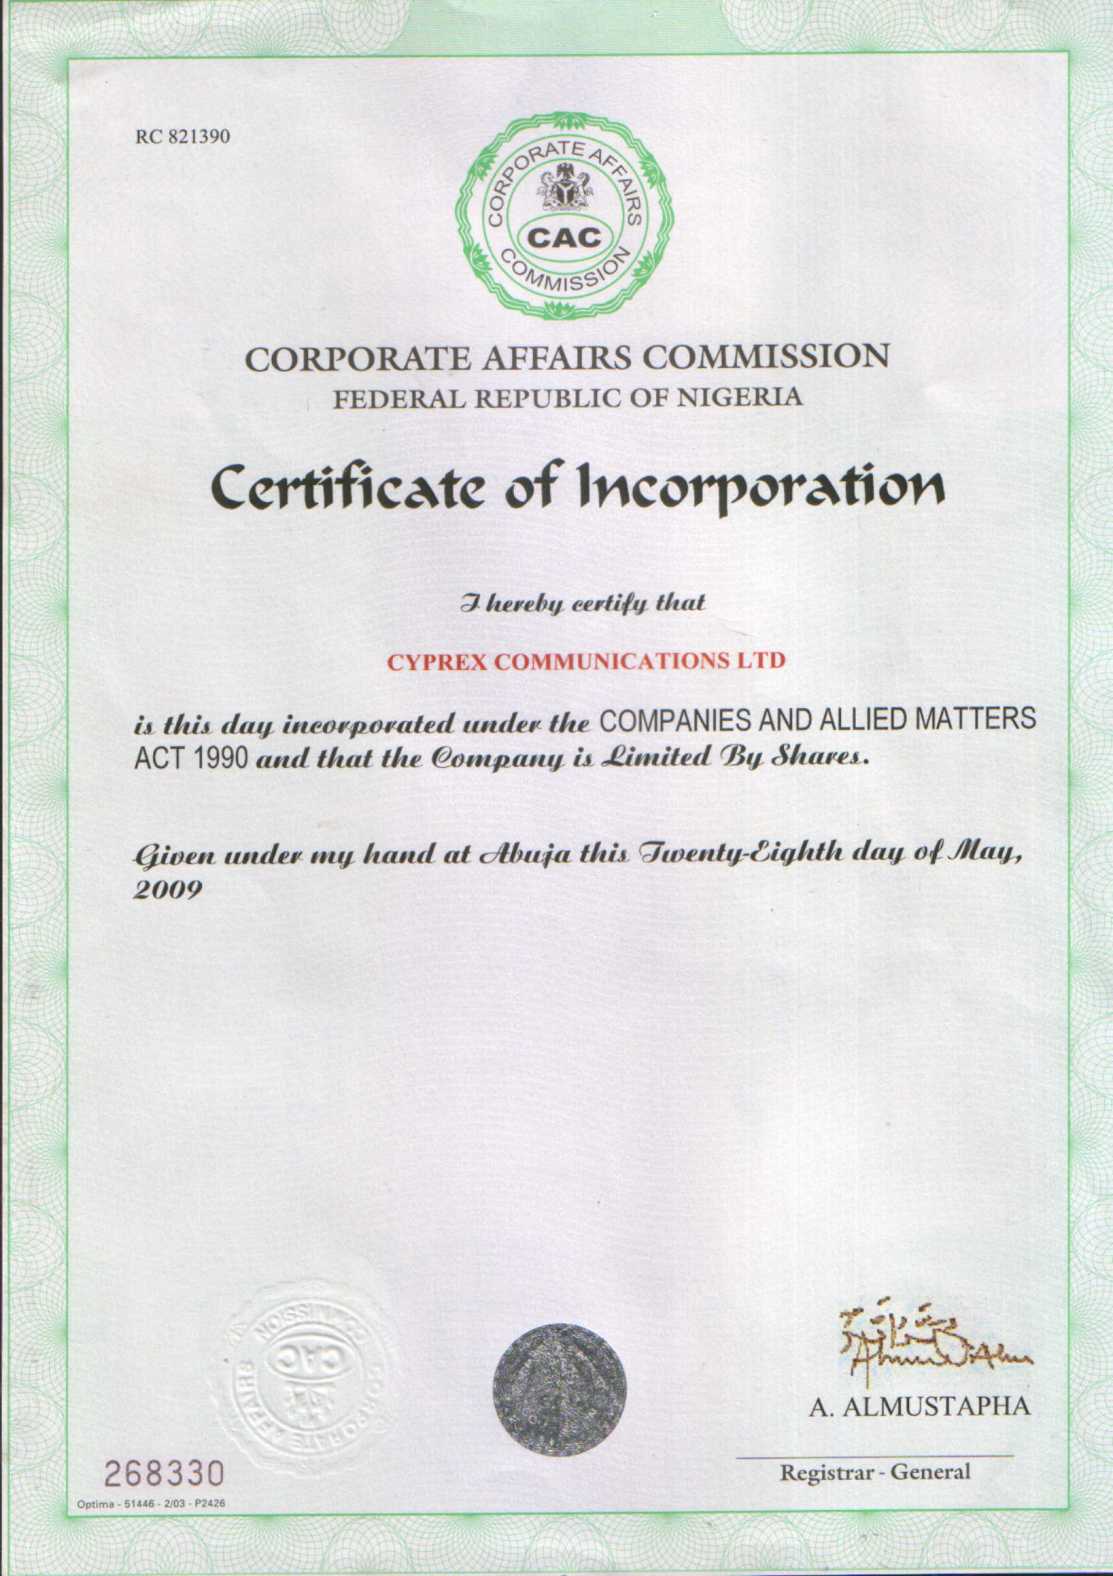 RC 821390
CORPORATE AFFAIRS
CAC
COMMISSION
CORPORATE AFFAIRS COMMISSION
FEDERAL REPUBLIC OF NIGERIA
Certificate of Incorporation
I hereby certify that
CYPREX COMMUNICATIONS LTD
is this day incorporated under the COMPANIES AND ALLIED MATTERS
ACT 1990 and that the Company is Limited By Shares.
Given under my hand at Abuja this Twenty-Eighth day of May,
2009
CORPORATE AFFAIRS COMMISSION
CAC
A. ALMUSTAPHA
Registrar - General
268330
Optima - 51446 - 2/03 - P2426